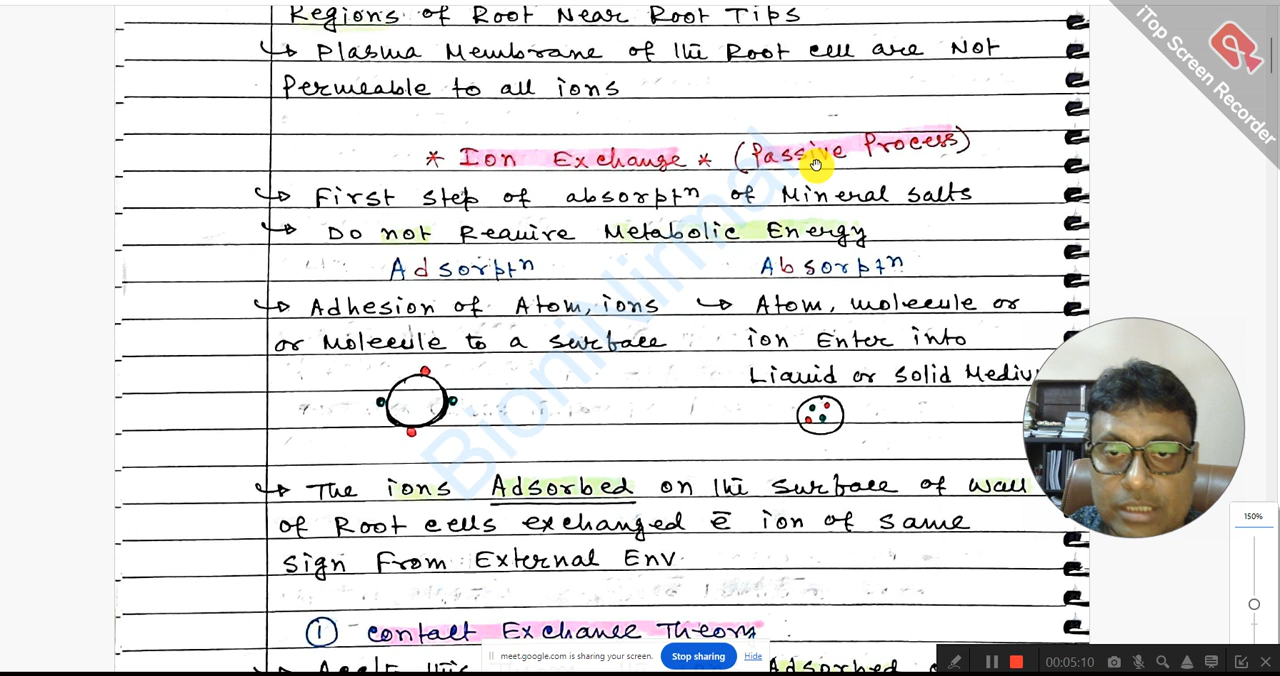 Regions of Root Near Root Tips
↳ Plasma Membrane of the Root cell are Not
Permeable to all ions
* Ion Exchange * (Passive Process)
↳ First step of absorptⁿ of Mineral salts
↳ Do not Require Metabolic Energy
Adsorptⁿ Absorptⁿ
↳ Adhesion of Atom, ions ↳ Atom, molecule or
or Molecule to a surface ion Enter into
Liquid or solid Medium
↳ The ions Adsorbed on the surface of wall
of Root cells exchanged ē ion of same
sign From External Env.
① Contact Exchance Theory
Adsorbed
BioniNirmal
iTop Screen Recorder
150%
meet.google.com is sharing your screen. Stop sharing Hide
00:05:10